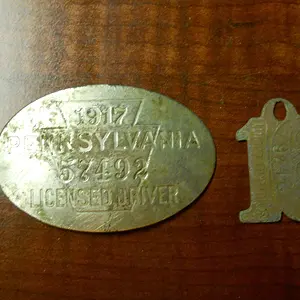 1917
PENNSYLVANIA
57492
LICENSED DRIVER